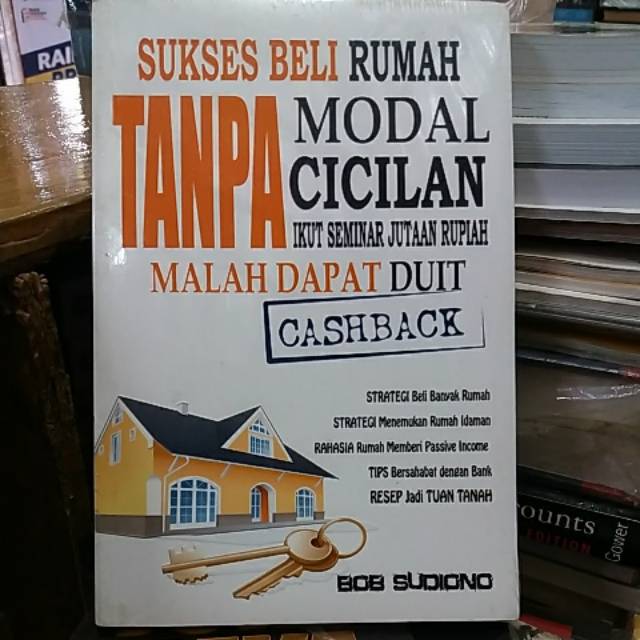 SUKSES BELI RUMAH
TANPA
MODAL
CICILAN
IKUT SEMINAR JUTAAN RUPIAH
MALAH DAPAT DUIT
CASHBACK
STRATEGI Beli Banyak Rumah
STRATEGI Menemukan Rumah Idaman
RAHASIA Rumah Memberi Passive Income
TIPS Bersahabat dengan Bank
RESEP Jadi TUAN TANAH
BOB SUDIONO
RAI
ounts
EDITION
Gower